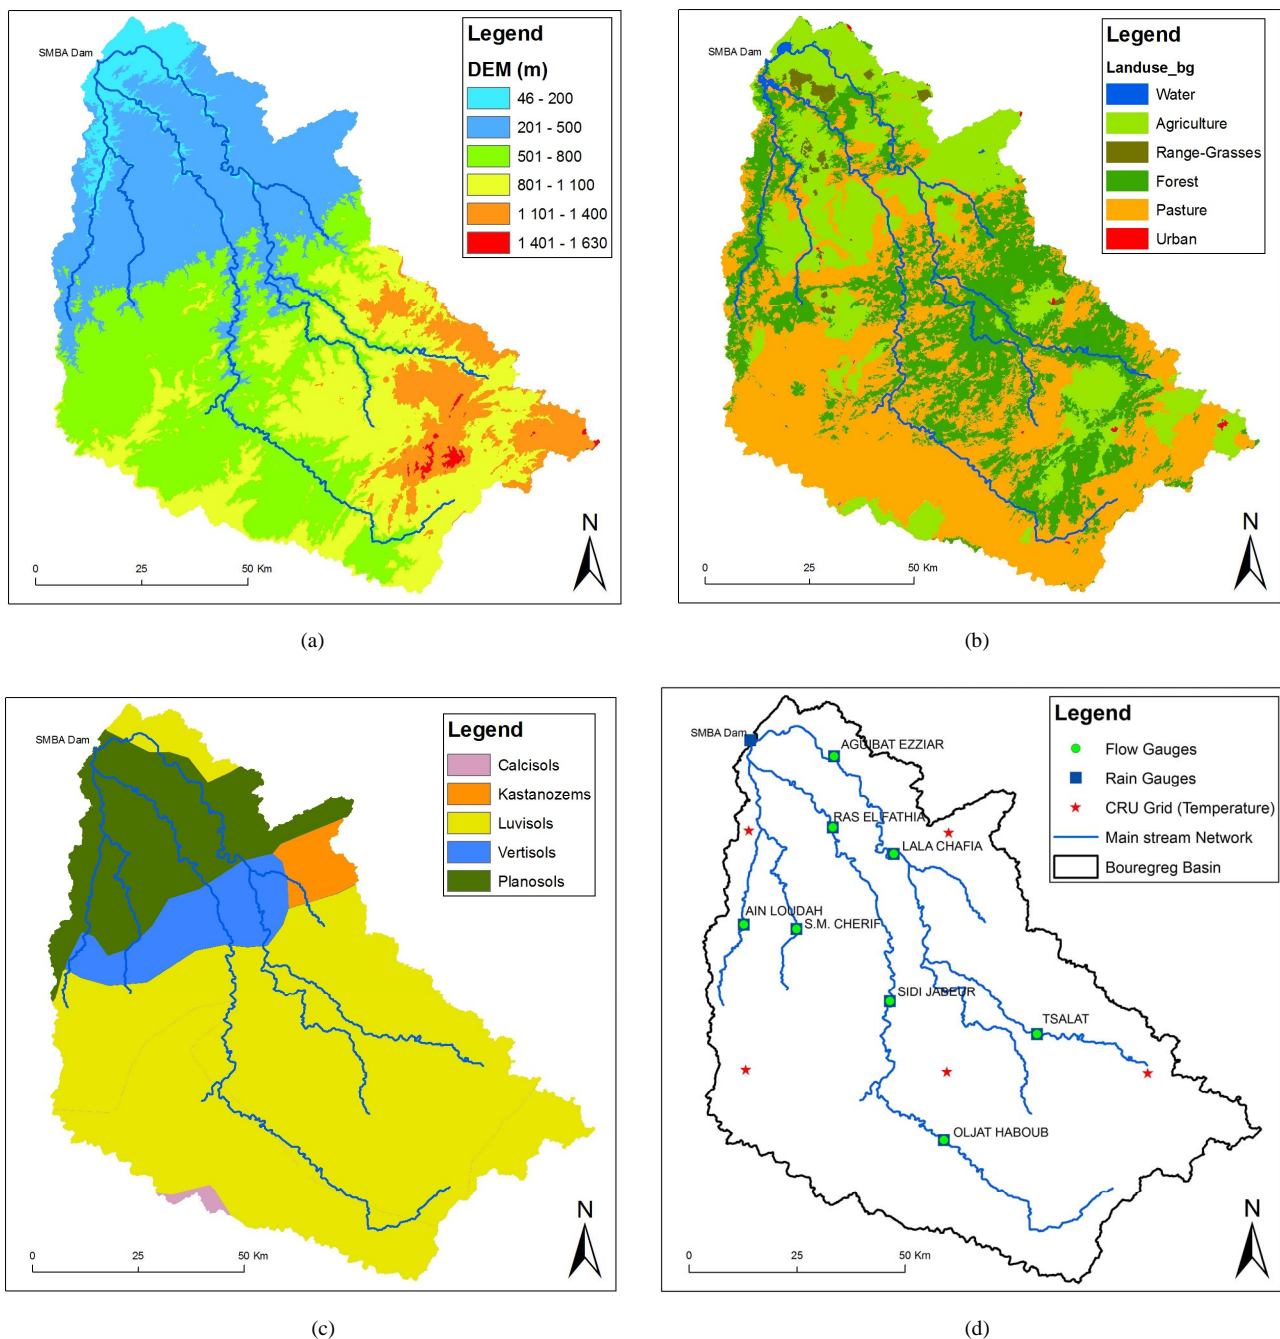 SMBA Dam
Legend
DEM (m)
46 - 200
201 - 500
501 - 800
801 - 1 100
1 101 - 1 400
1 401 - 1 630
N
0 25 50 Km
(a)
SMBA Dam
Legend
Landuse_bg
Water
Agriculture
Range-Grasses
Forest
Pasture
Urban
N
0 25 50 Km
(b)
SMBA Dam
Legend
Calcisols
Kastanozems
Luvisols
Vertisols
Planosols
N
0 25 50 Km
(c)
SMBA Dam
Legend
Flow Gauges
Rain Gauges
CRU Grid (Temperature)
Main stream Network
Bouregreg Basin
AGUIBAT EZZIAR
RAS EL FATHIA
LALA CHAFIA
AIN LOUDAH
S.M. CHERIF
SIDI JABEUR
TSALAT
OLJAT HABOUB
N
0 25 50 Km
(d)